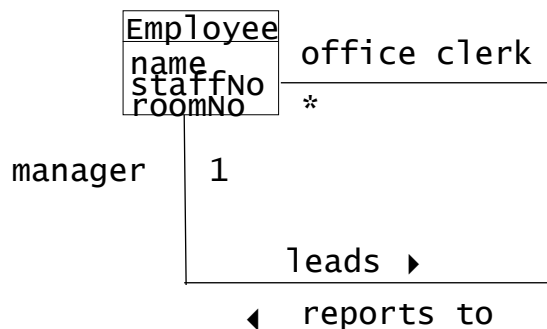 Employee
office clerk
name
staffNo
roomNo
*
manager
1
leads ▸
◂ reports to